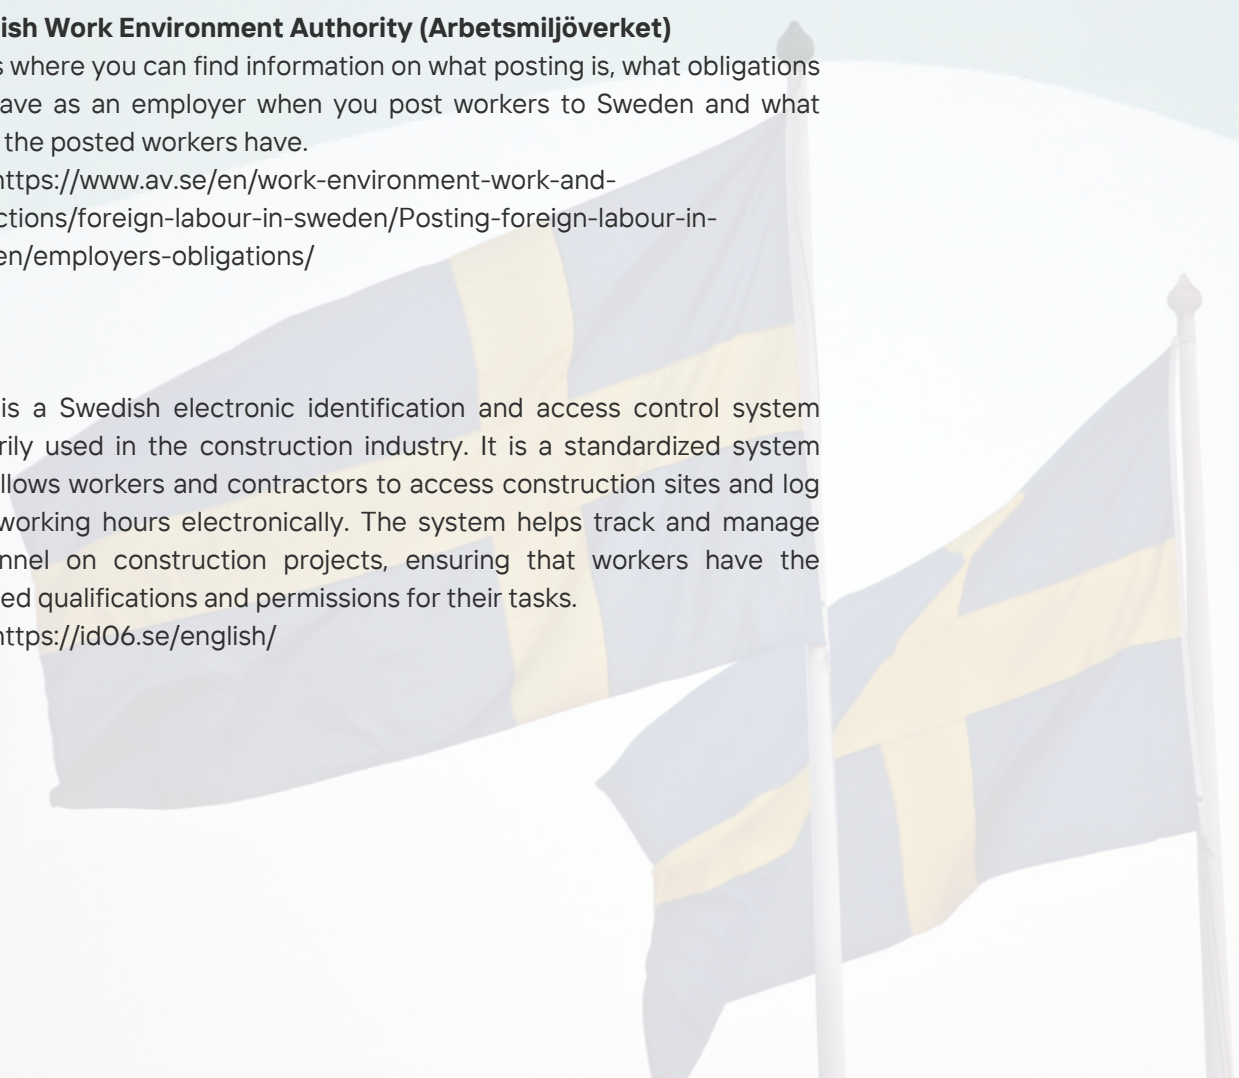 ish Work Environment Authority (Arbetsmiljöverket)
s where you can find information on what posting is, what obligations
ave as an employer when you post workers to Sweden and what
the posted workers have.
ttps://www.av.se/en/work-environment-work-and-
ctions/foreign-labour-in-sweden/Posting-foreign-labour-in-
en/employers-obligations/
is a Swedish electronic identification and access control system
rily used in the construction industry. It is a standardized system
llows workers and contractors to access construction sites and log
working hours electronically. The system helps track and manage
nnel on construction projects, ensuring that workers have the
ed qualifications and permissions for their tasks.
ttps://id06.se/english/